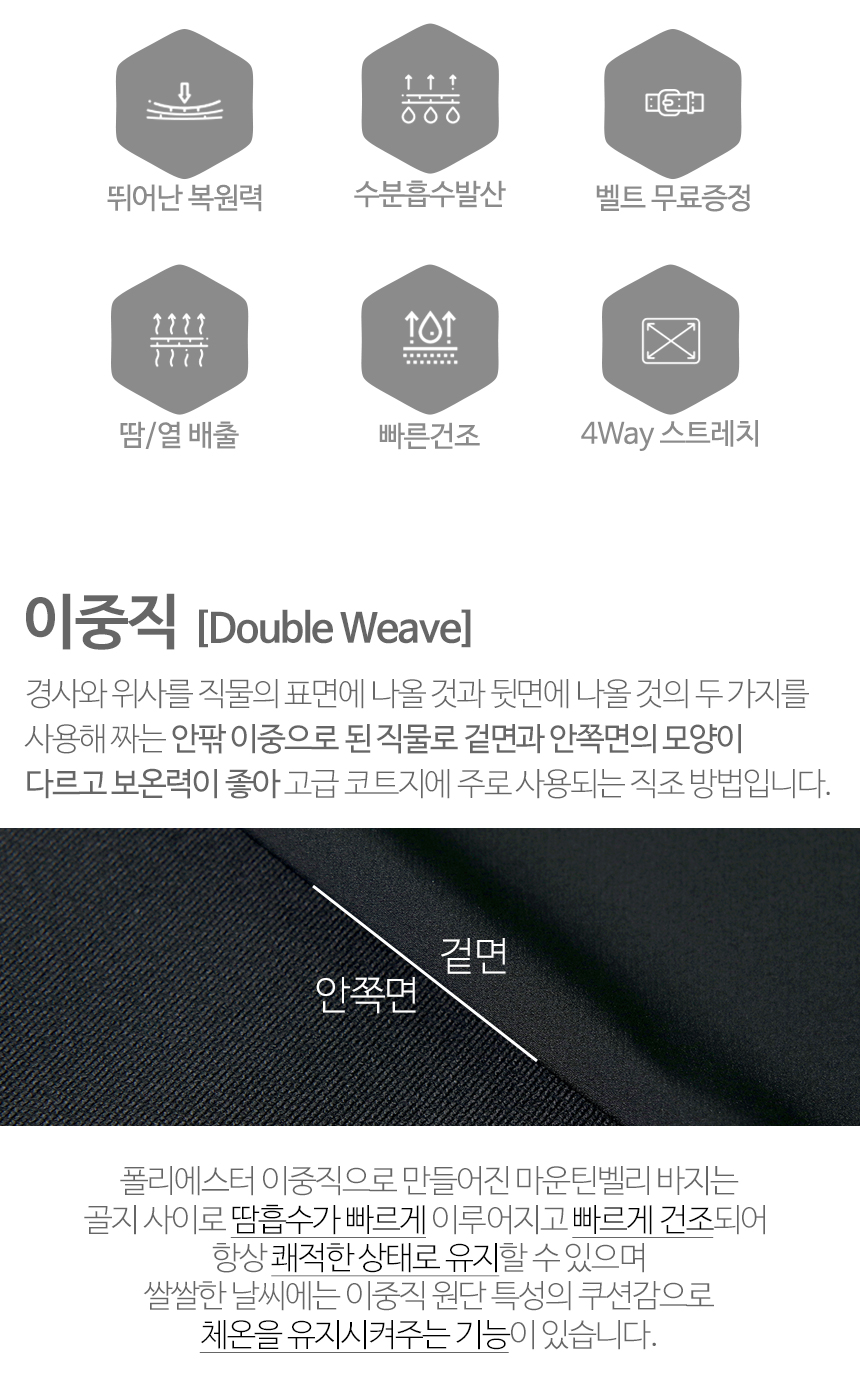 뛰어난 복원력
수분흡수발산
벨트 무료증정
땀/열 배출
빠른건조
4Way 스트레치
이중직 [Double Weave]
경사와 위사를 직물의 표면에 나올 것과 뒷면에 나올 것의 두 가지를
사용해 짜는 안팎 이중으로 된 직물로 겉면과 안쪽면의 모양이
다르고 보온력이 좋아 고급 코트지에 주로 사용되는 직조 방법입니다.
겉면
안쪽면
폴리에스터 이중직으로 만들어진 마운틴벨리 바지는
골지 사이로 땀흡수가 빠르게 이루어지고 빠르게 건조되어
항상 쾌적한 상태로 유지할 수 있으며
쌀쌀한 날씨에는 이중직 원단 특성의 쿠션감으로
체온을 유지시켜주는 기능이 있습니다.